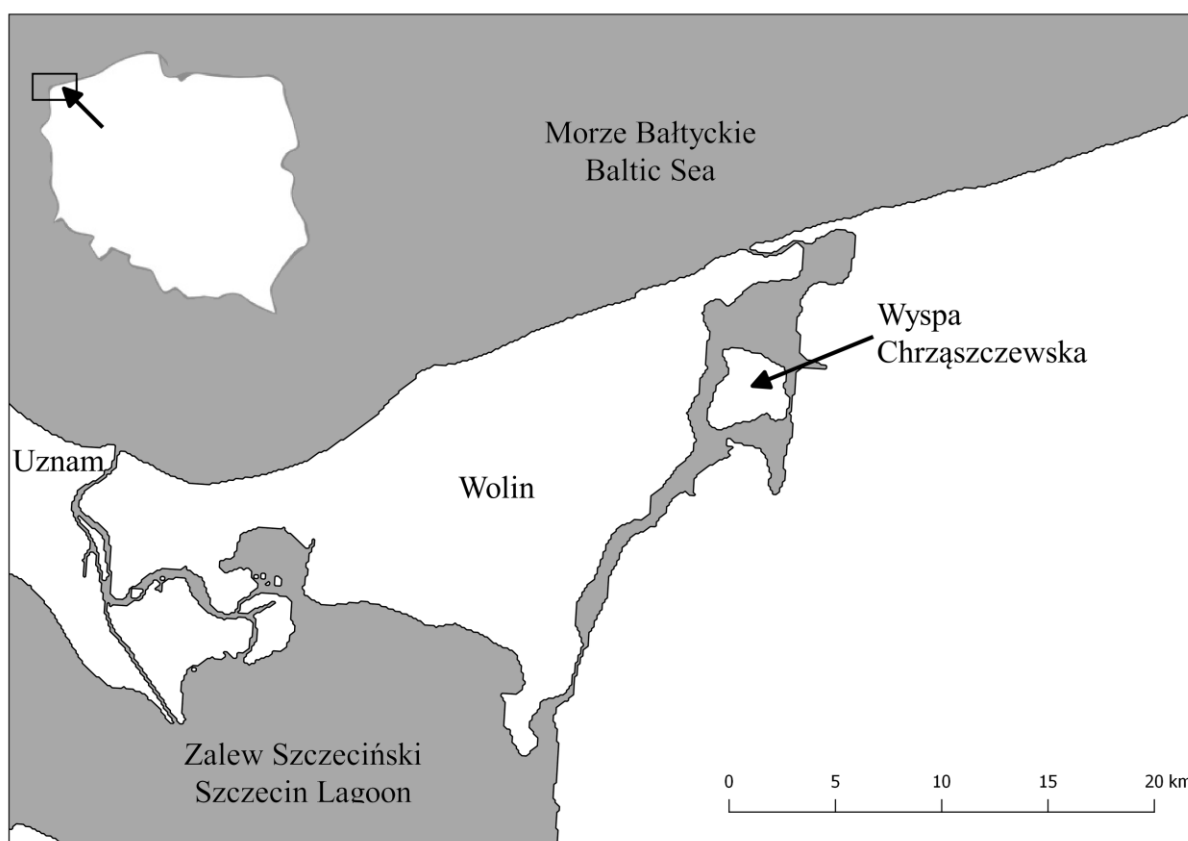 Morze Bałtyckie
Baltic Sea
Wyspa
Chrząszczewska
Uznam
Wolin
Zalew Szczeciński
Szczecin Lagoon
0 5 10 15 20 km